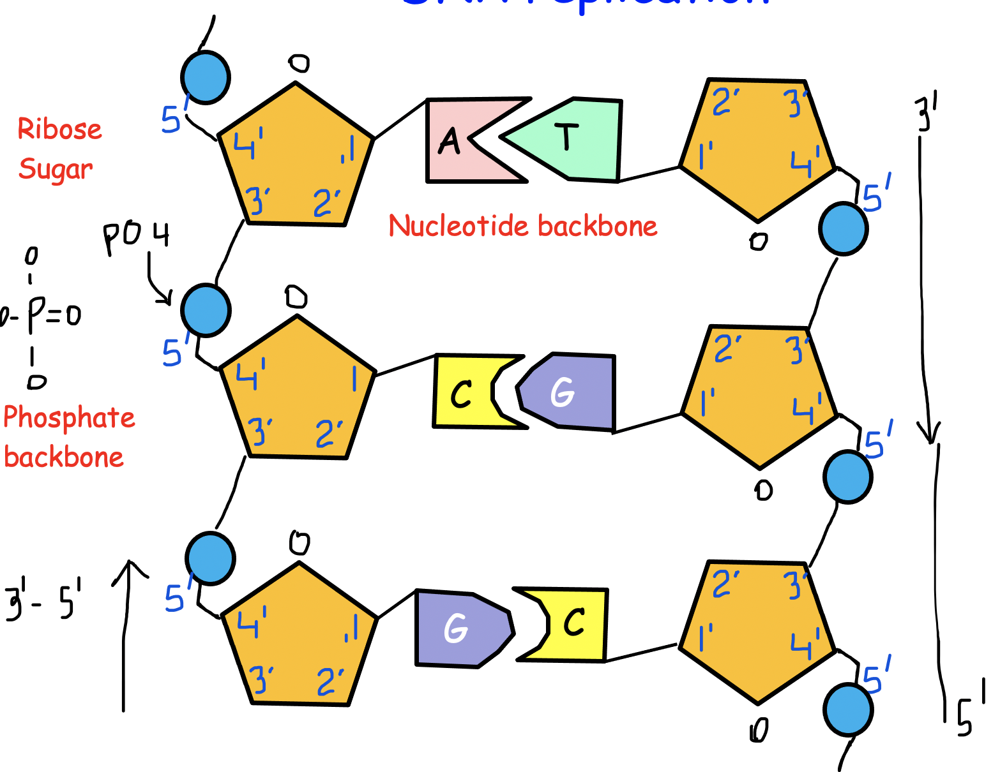 O
5'
4'
1'
3'
2'
A
T
2'
3'
1'
4'
5'
O
3'
Ribose
Sugar
Nucleotide backbone
PO4
O
O-P=O
O
Phosphate
backbone
O
5'
4'
1
3'
2'
C
G
2'
3'
1'
4'
5'
O
3'- 5'
O
5'
4'
1'
3'
2'
G
C
2'
3'
1'
4'
5'
O
5'